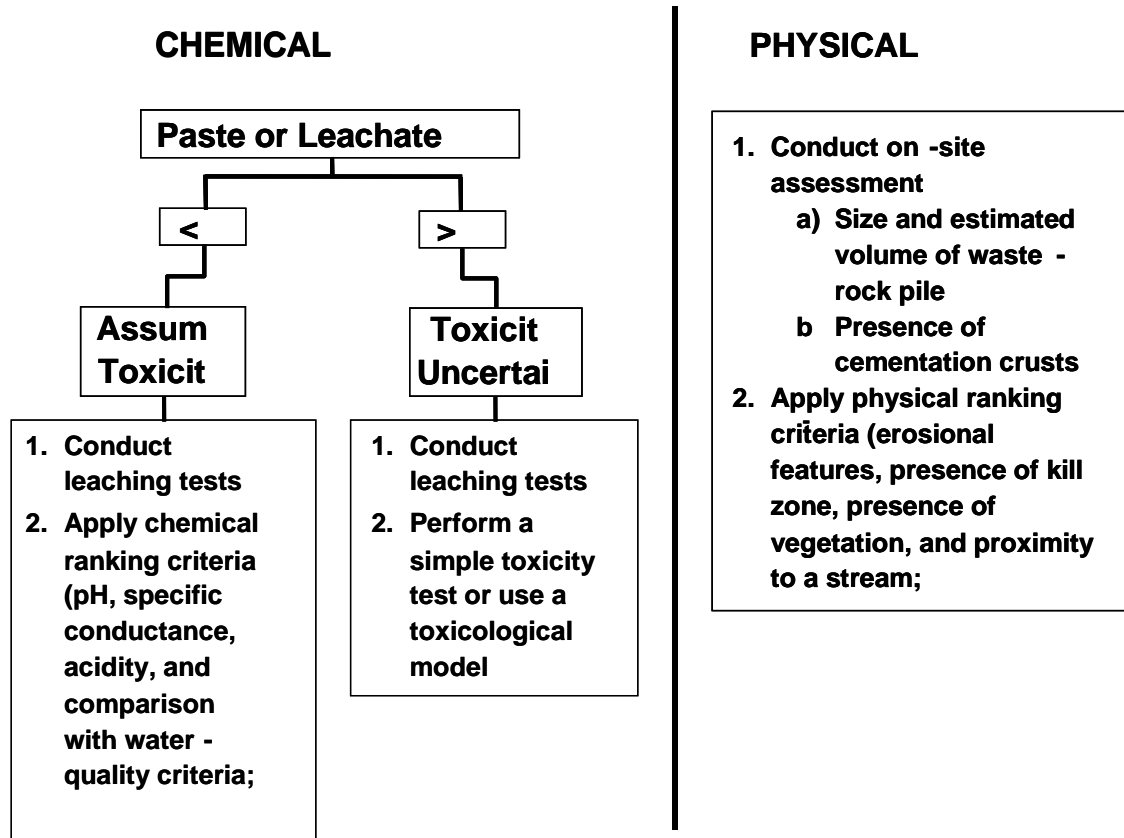 CHEMICAL
Paste or Leachate
<
>
Assum
Toxicit
Toxicit
Uncertai
1. Conduct
leaching tests
2. Apply chemical
ranking criteria
(pH, specific
conductance,
acidity, and
comparison
with water -
quality criteria;
1. Conduct
leaching tests
2. Perform a
simple toxicity
test or use a
toxicological
model
PHYSICAL
1. Conduct on -site
assessment
a) Size and estimated
volume of waste -
rock pile
b Presence of
cementation crusts
2. Apply physical ranking
criteria (erosional
features, presence of kill
zone, presence of
vegetation, and proximity
to a stream;